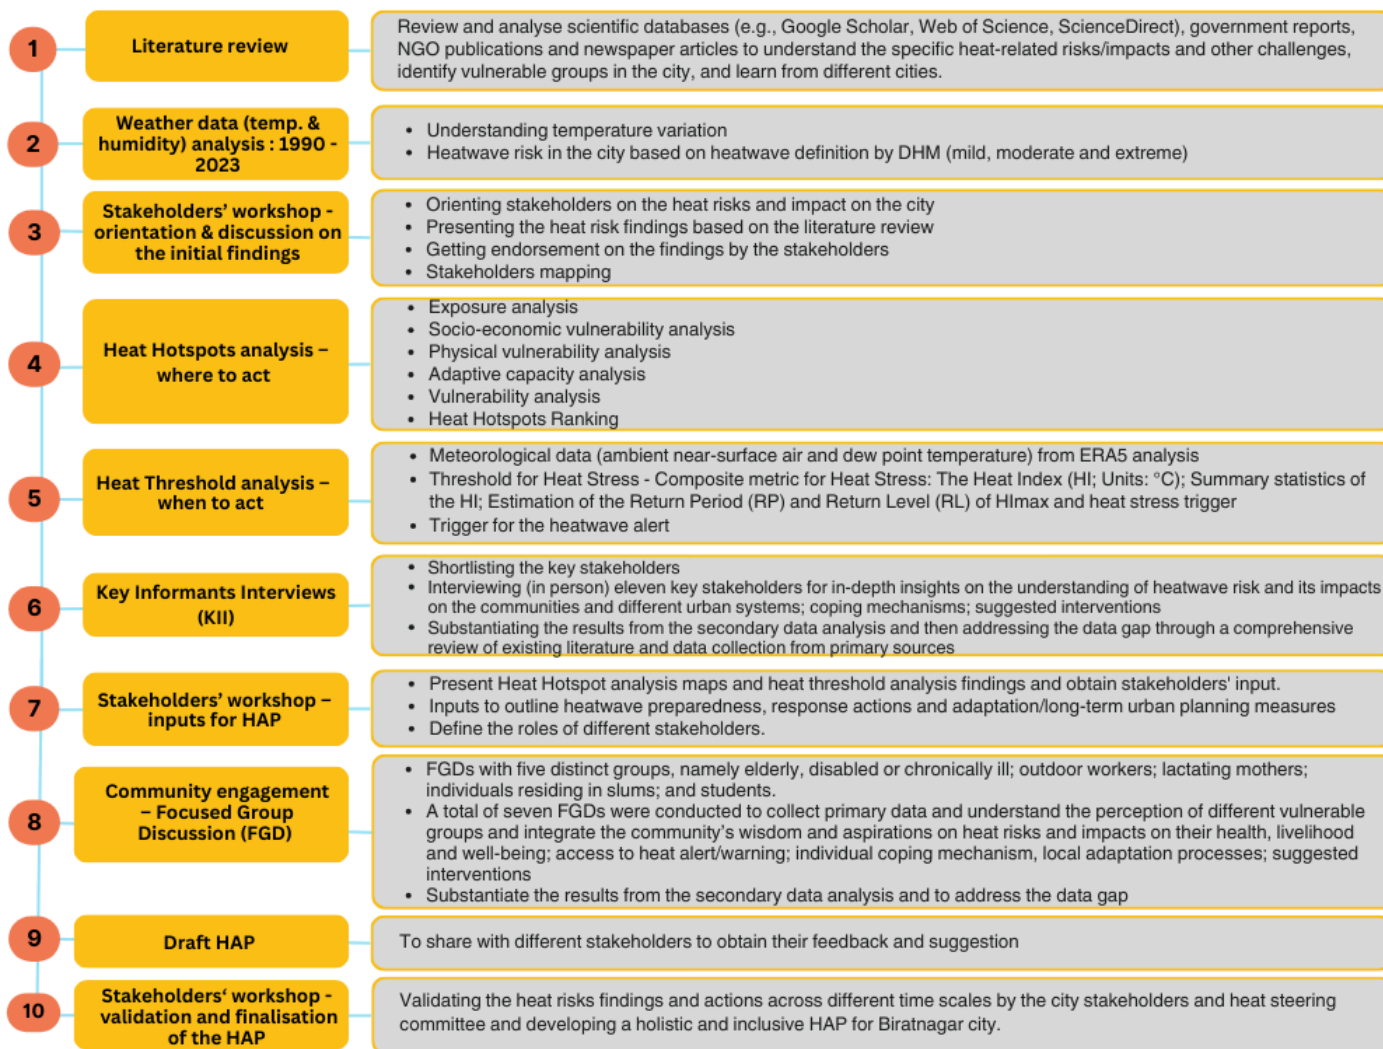 1
Literature review
Review and analyse scientific databases (e.g., Google Scholar, Web of Science, ScienceDirect), government reports,
NGO publications and newspaper articles to understand the specific heat-related risks/impacts and other challenges,
identify vulnerable groups in the city, and learn from different cities.
2
Weather data (temp. &
humidity) analysis : 1990 -
2023
• Understanding temperature variation
• Heatwave risk in the city based on heatwave definition by DHM (mild, moderate and extreme)
3
Stakeholders’ workshop -
orientation & discussion on
the initial findings
• Orienting stakeholders on the heat risks and impact on the city
• Presenting the heat risk findings based on the literature review
• Getting endorsement on the findings by the stakeholders
• Stakeholders mapping
4
Heat Hotspots analysis –
where to act
• Exposure analysis
• Socio-economic vulnerability analysis
• Physical vulnerability analysis
• Adaptive capacity analysis
• Vulnerability analysis
• Heat Hotspots Ranking
5
Heat Threshold analysis –
when to act
• Meteorological data (ambient near-surface air and dew point temperature) from ERA5 analysis
• Threshold for Heat Stress - Composite metric for Heat Stress: The Heat Index (HI; Units: °C); Summary statistics of
the HI; Estimation of the Return Period (RP) and Return Level (RL) of HImax and heat stress trigger
• Trigger for the heatwave alert
6
Key Informants Interviews
(KII)
• Shortlisting the key stakeholders
• Interviewing (in person) eleven key stakeholders for in-depth insights on the understanding of heatwave risk and its impacts
on the communities and different urban systems; coping mechanisms; suggested interventions
• Substantiating the results from the secondary data analysis and then addressing the data gap through a comprehensive
review of existing literature and data collection from primary sources
7
Stakeholders’ workshop –
inputs for HAP
• Present Heat Hotspot analysis maps and heat threshold analysis findings and obtain stakeholders' input.
• Inputs to outline heatwave preparedness, response actions and adaptation/long-term urban planning measures
• Define the roles of different stakeholders.
8
Community engagement
– Focused Group
Discussion (FGD)
• FGDs with five distinct groups, namely elderly, disabled or chronically ill; outdoor workers; lactating mothers;
individuals residing in slums; and students.
• A total of seven FGDs were conducted to collect primary data and understand the perception of different vulnerable
groups and integrate the community’s wisdom and aspirations on heat risks and impacts on their health, livelihood
and well-being; access to heat alert/warning; individual coping mechanism, local adaptation processes; suggested
interventions
• Substantiate the results from the secondary data analysis and to address the data gap
9
Draft HAP
To share with different stakeholders to obtain their feedback and suggestion
10
Stakeholders‘ workshop -
validation and finalisation
of the HAP
Validating the heat risks findings and actions across different time scales by the city stakeholders and heat steering
committee and developing a holistic and inclusive HAP for Biratnagar city.